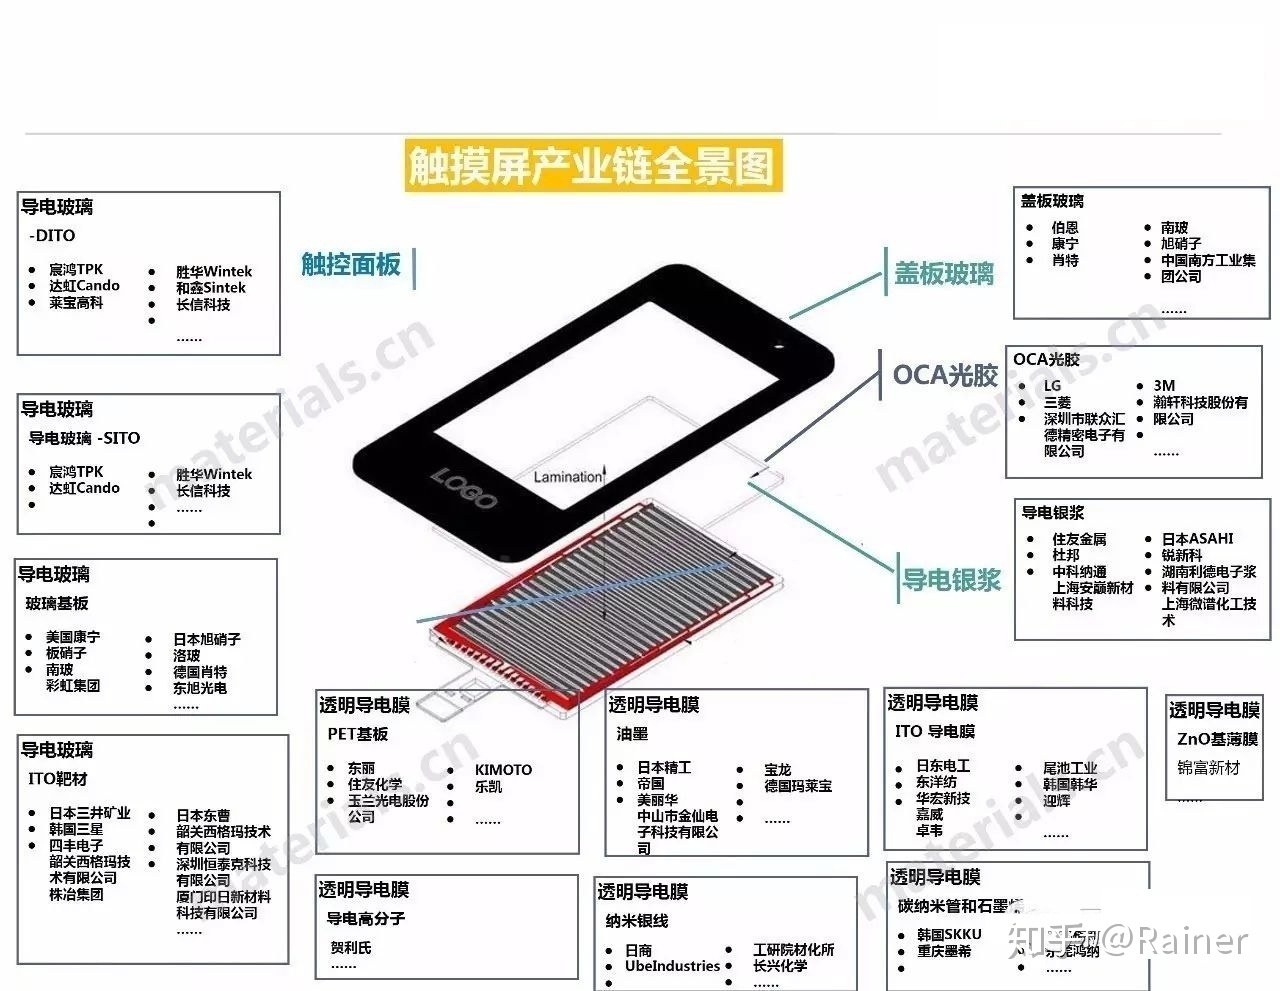 触摸屏产业链全景图
导电玻璃
-DITO
宸鸿TPK
达虹Cando
莱宝高科
胜华Wintek
和鑫Sintek
长信科技
......
导电玻璃
导电玻璃 -SITO
宸鸿TPK
达虹Cando
胜华Wintek
长信科技
......
导电玻璃
玻璃基板
美国康宁
板硝子
南玻
彩虹集团
日本旭硝子
洛玻
德国肖特
东旭光电
......
导电玻璃
ITO靶材
日本三井矿业
韩国三星
四丰电子
韶关西格玛技
术有限公司
株冶集团
日本东曹
韶关西格玛技术
有限公司
深圳恒泰克科技
有限公司
厦门印日新材料
科技有限公司
......
触控面板
LOGO
Lamination
盖板玻璃
OCA光胶
导电银浆
盖板玻璃
伯恩
康宁
肖特
南玻
旭硝子
中国南方工业集
团公司
......
OCA光胶
LG
三菱
深圳市联众汇
德精密电子有
限公司
3M
瀚轩科技股份有
限公司
......
导电银浆
住友金属
杜邦
中科纳通
上海安巔新材
料科技
日本ASAHI
锐新科
湖南利德电子浆
料有限公司
上海微谱化工技
术
透明导电膜
PET基板
东丽
住友化学
玉兰光电股份
公司
KIMOTO
乐凯
......
透明导电膜
油墨
日本精工
帝国
美丽华
中山市金仙电
子科技有限公
司
宝龙
德国玛莱宝
......
透明导电膜
ITO 导电膜
日东电工
东洋纺
华宏新技
嘉威
卓韦
尾池工业
韩国韩华
迎辉
......
透明导电膜
ZnO基薄膜
锦富新材
......
透明导电膜
导电高分子
贺利氏
......
透明导电膜
纳米银线
日商
UbeIndustries
工研院材化所
长兴化学
......
透明导电膜
碳纳米管和石墨
韩国SKKU
重庆墨希
东莞鸿纳
......
materials.cn
materials.cn
materials.cn
materials.cn
知乎 @Rainer